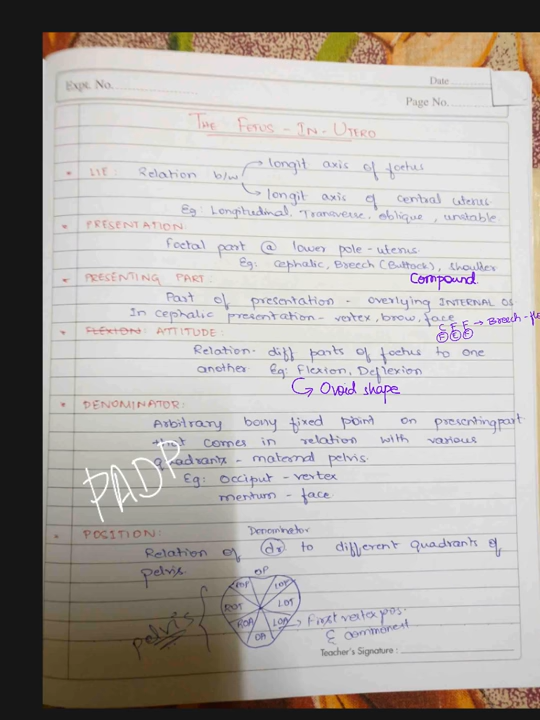 Expt. No.
Date
Page No.
THE FETUS - IN - UTERO
LIE: Relation b/w → longit axis of foetus
→ longit axis of central uterus.
Eg: Longitudinal, Transverse, oblique, unstable
PRESENTATION:
foetal part @ lower pole - uterus.
Eg: cephalic, Breech (Buttock), shoulder
Compound.
PRESENTING PART:
Part of presentation - overlying INTERNAL OS
In cephalic presentation - vertex, brow, face
C F F → Breech - fle
F E E
FLEXION ATTITUDE:
Relation - diff parts of foetus to one
another. Eg: Flexion, Deflexion
↳ Ovoid shape
DENOMINATOR:
Arbitrary bony fixed point on presenting part
that comes in relation with various
quadrants - maternal pelvis.
Eg: occiput - vertex
mentum - face
PADP
POSITION:
Denominator
Relation of dr to different quadrants of
pelvis.
OP
ROP LOP
ROT LOT
ROA LOA → First vertex pos.
OA & commonest
pelvis
Teacher's Signature :